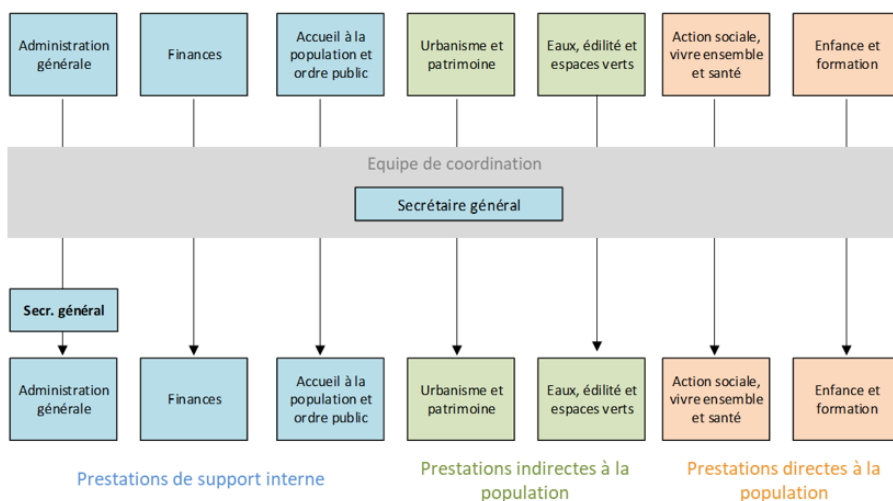 Administration
générale
Finances
Accueil à la
population et
ordre public
Urbanisme et
patrimoine
Eaux, édilité et
espaces verts
Action sociale,
vivre ensemble
et santé
Enfance et
formation
Equipe de coordination
Secrétaire général
Secr. général
Administration
générale
Finances
Accueil à la
population et
ordre public
Urbanisme et
patrimoine
Eaux, édilité et
espaces verts
Action sociale,
vivre ensemble
et santé
Enfance et
formation
Prestations de support interne
Prestations indirectes à la
population
Prestations directes à la
population